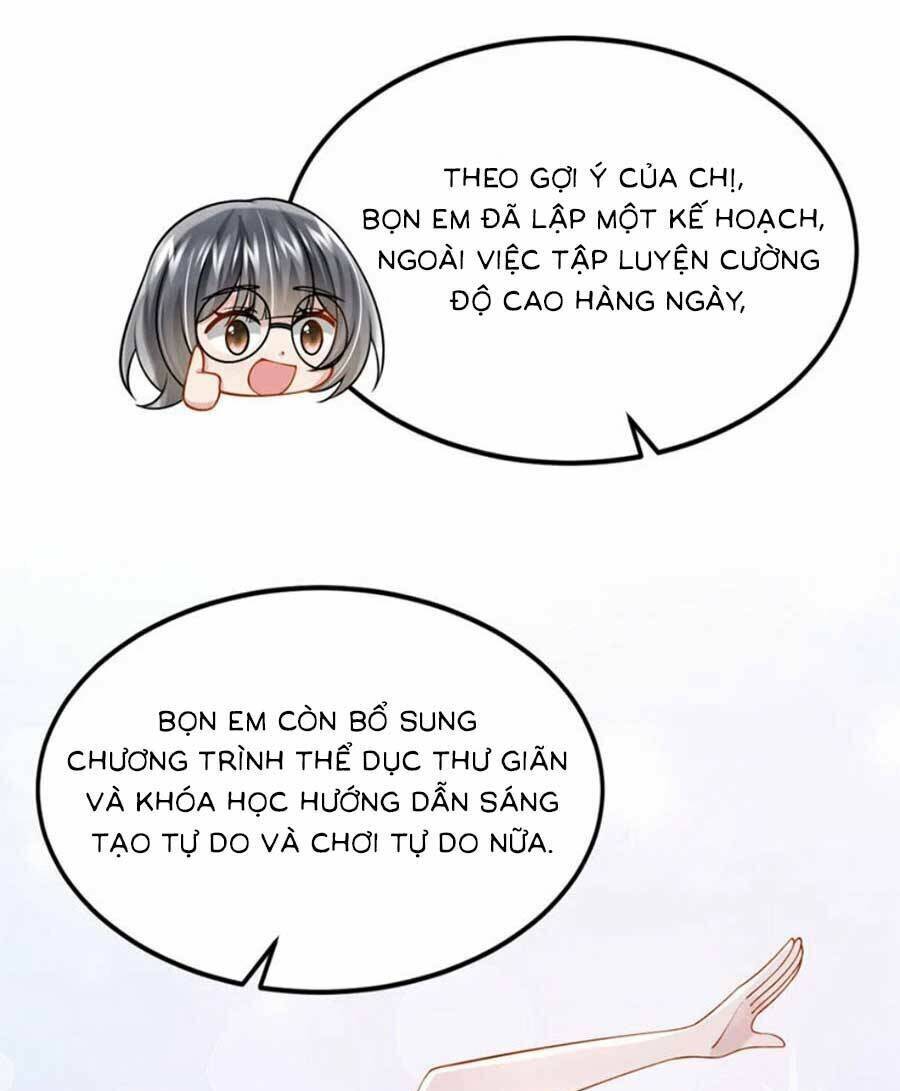 THEO GỢI Ý CỦA CHỊ,
BỌN EM ĐÃ LẬP MỘT KẾ HOẠCH,
NGOÀI VIỆC TẬP LUYỆN CƯỜNG
ĐỘ CAO HÀNG NGÀY,
BỌN EM CÒN BỔ SUNG
CHƯƠNG TRÌNH THỂ DỤC THƯ GIÃN
VÀ KHÓA HỌC HƯỚNG DẪN SÁNG
TẠO TỰ DO VÀ CHƠI TỰ DO NỮA.